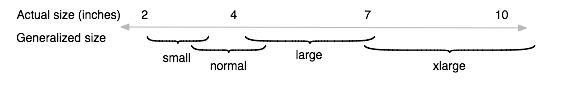 Actual size (inches) 2 4 7 10
Generalized size
small normal large xlarge